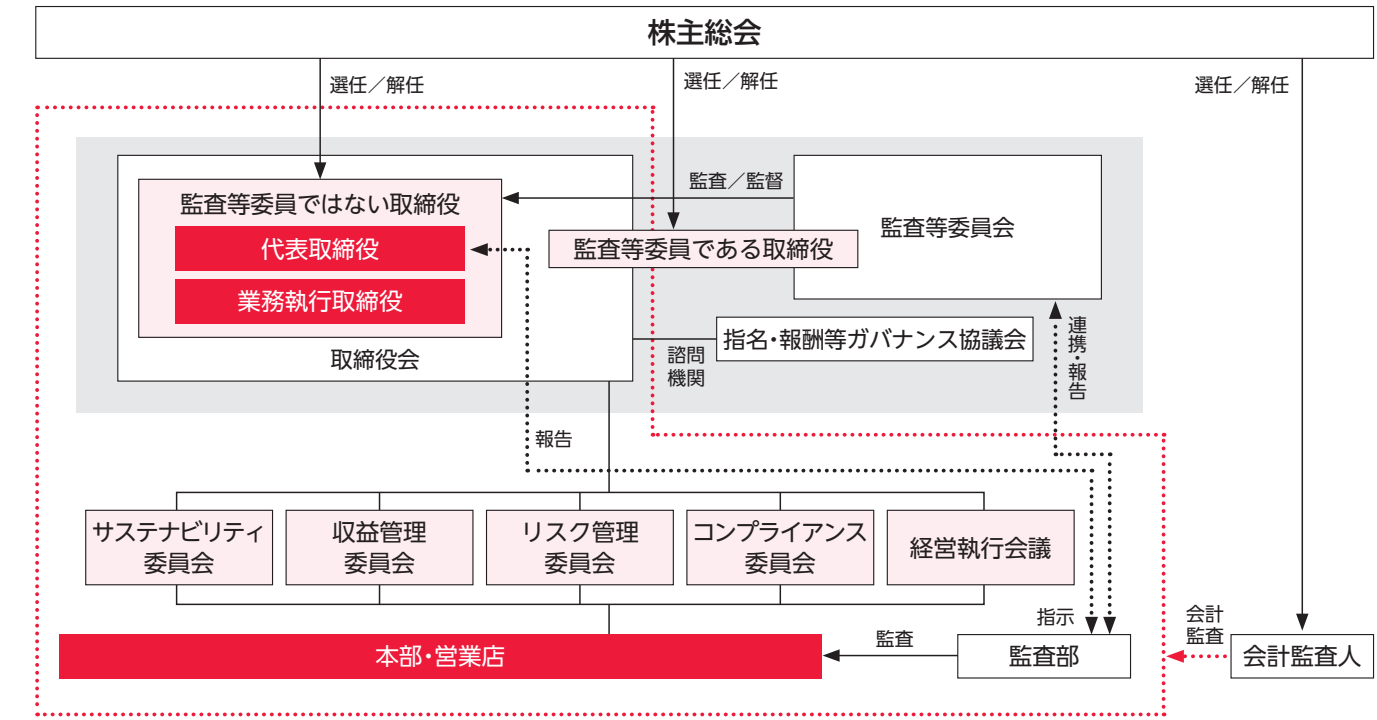 株主総会
選任／解任
選任／解任
選任／解任
監査等委員ではない取締役
代表取締役
業務執行取締役
取締役会
監査／監督
監査等委員である取締役
監査等委員会
指名・報酬等ガバナンス協議会
諮問
機関
連携・報告
報告
サステナビリティ
委員会
収益管理
委員会
リスク管理
委員会
コンプライアンス
委員会
経営執行会議
本部・営業店
監査
指示
監査部
会計
監査
会計監査人